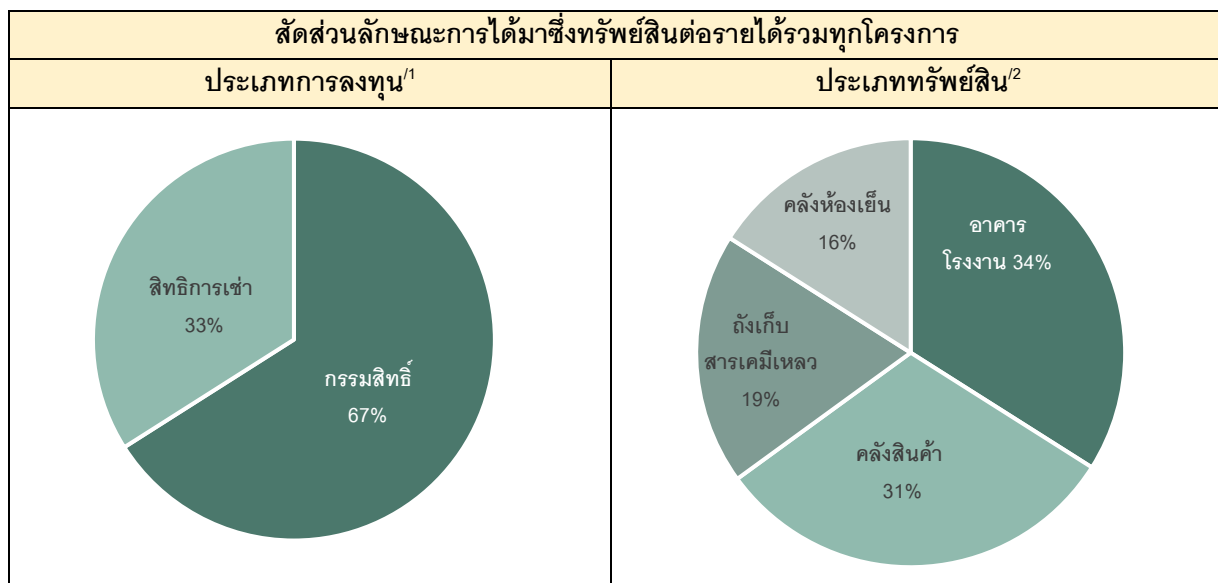 สัดส่วนลักษณะการได้มาซึ่งทรัพย์สินต่อรายได้รวมทุกโครงการ
ประเภทการลงทุน/1
ประเภททรัพย์สิน/2
สิทธิการเช่า
33%
กรรมสิทธิ์
67%
คลังห้องเย็น
16%
อาคาร
โรงงาน 34%
ถังเก็บ
สารเคมีเหลว
19%
คลังสินค้า
31%